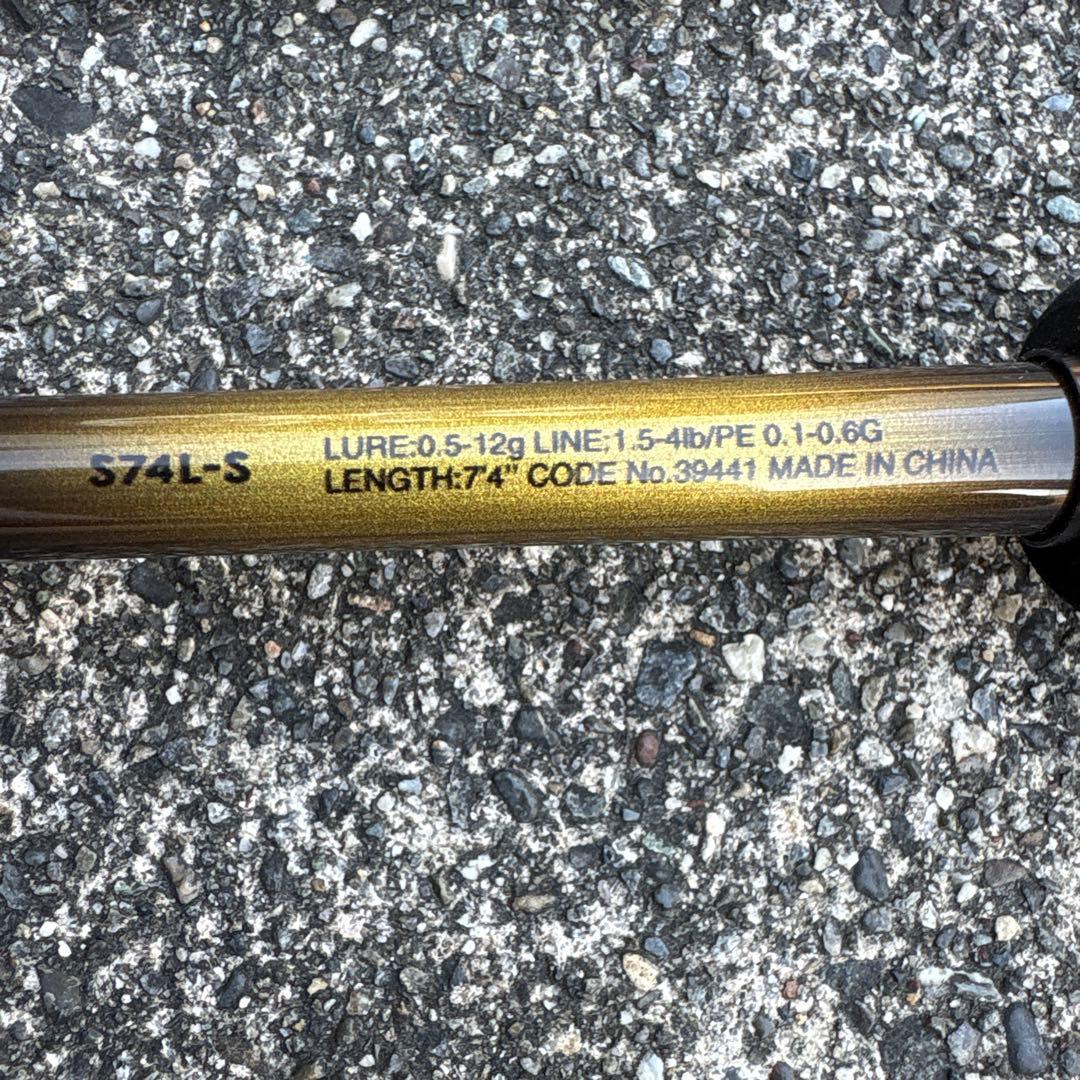 S74L-S
LURE:0.5-12g LINE:1.5-4lb/PE 0.1-0.6G
LENGTH:7'4" CODE No.39441 MADE IN CHINA